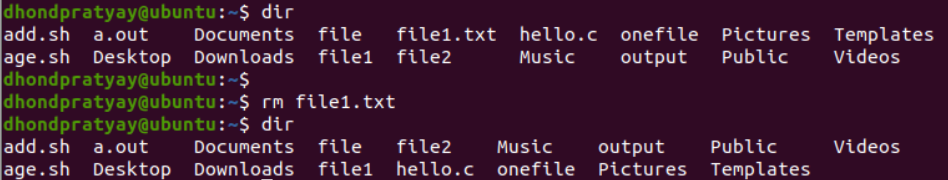 dhondpratyay@ubuntu:~$ dir
add.sh a.out Documents file file1.txt hello.c onefile Pictures Templates
age.sh Desktop Downloads file1 file2 Music output Public Videos
dhondpratyay@ubuntu:~$
dhondpratyay@ubuntu:~$ rm file1.txt
dhondpratyay@ubuntu:~$ dir
add.sh a.out Documents file file2 Music output Public Videos
age.sh Desktop Downloads file1 hello.c onefile Pictures Templates